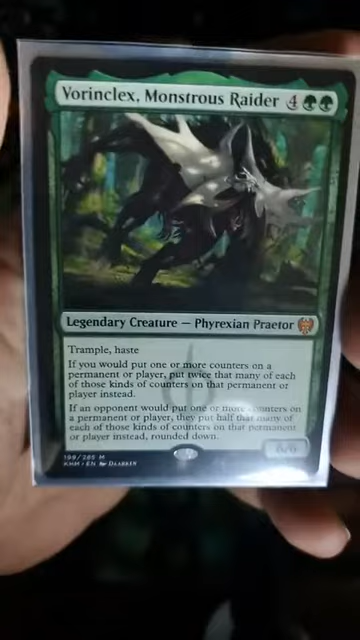 Vorinclex, Monstrous Raider 4
Legendary Creature — Phyrexian Praetor
Trample, haste
If you would put one or more counters on a
permanent or player, put twice that many of each
of those kinds of counters on that permanent or
player instead.
If an opponent would put one or more counters on
a permanent or player, they put half that many of
each of those kinds of counters on that permanent
or player instead, rounded down.
6/6
199/285 M
KHM • EN Daarken